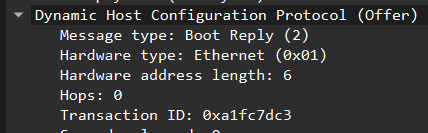 Dynamic Host Configuration Protocol (Offer)
Message type: Boot Reply (2)
Hardware type: Ethernet (0x01)
Hardware address length: 6
Hops: 0
Transaction ID: 0xa1fc7dc3